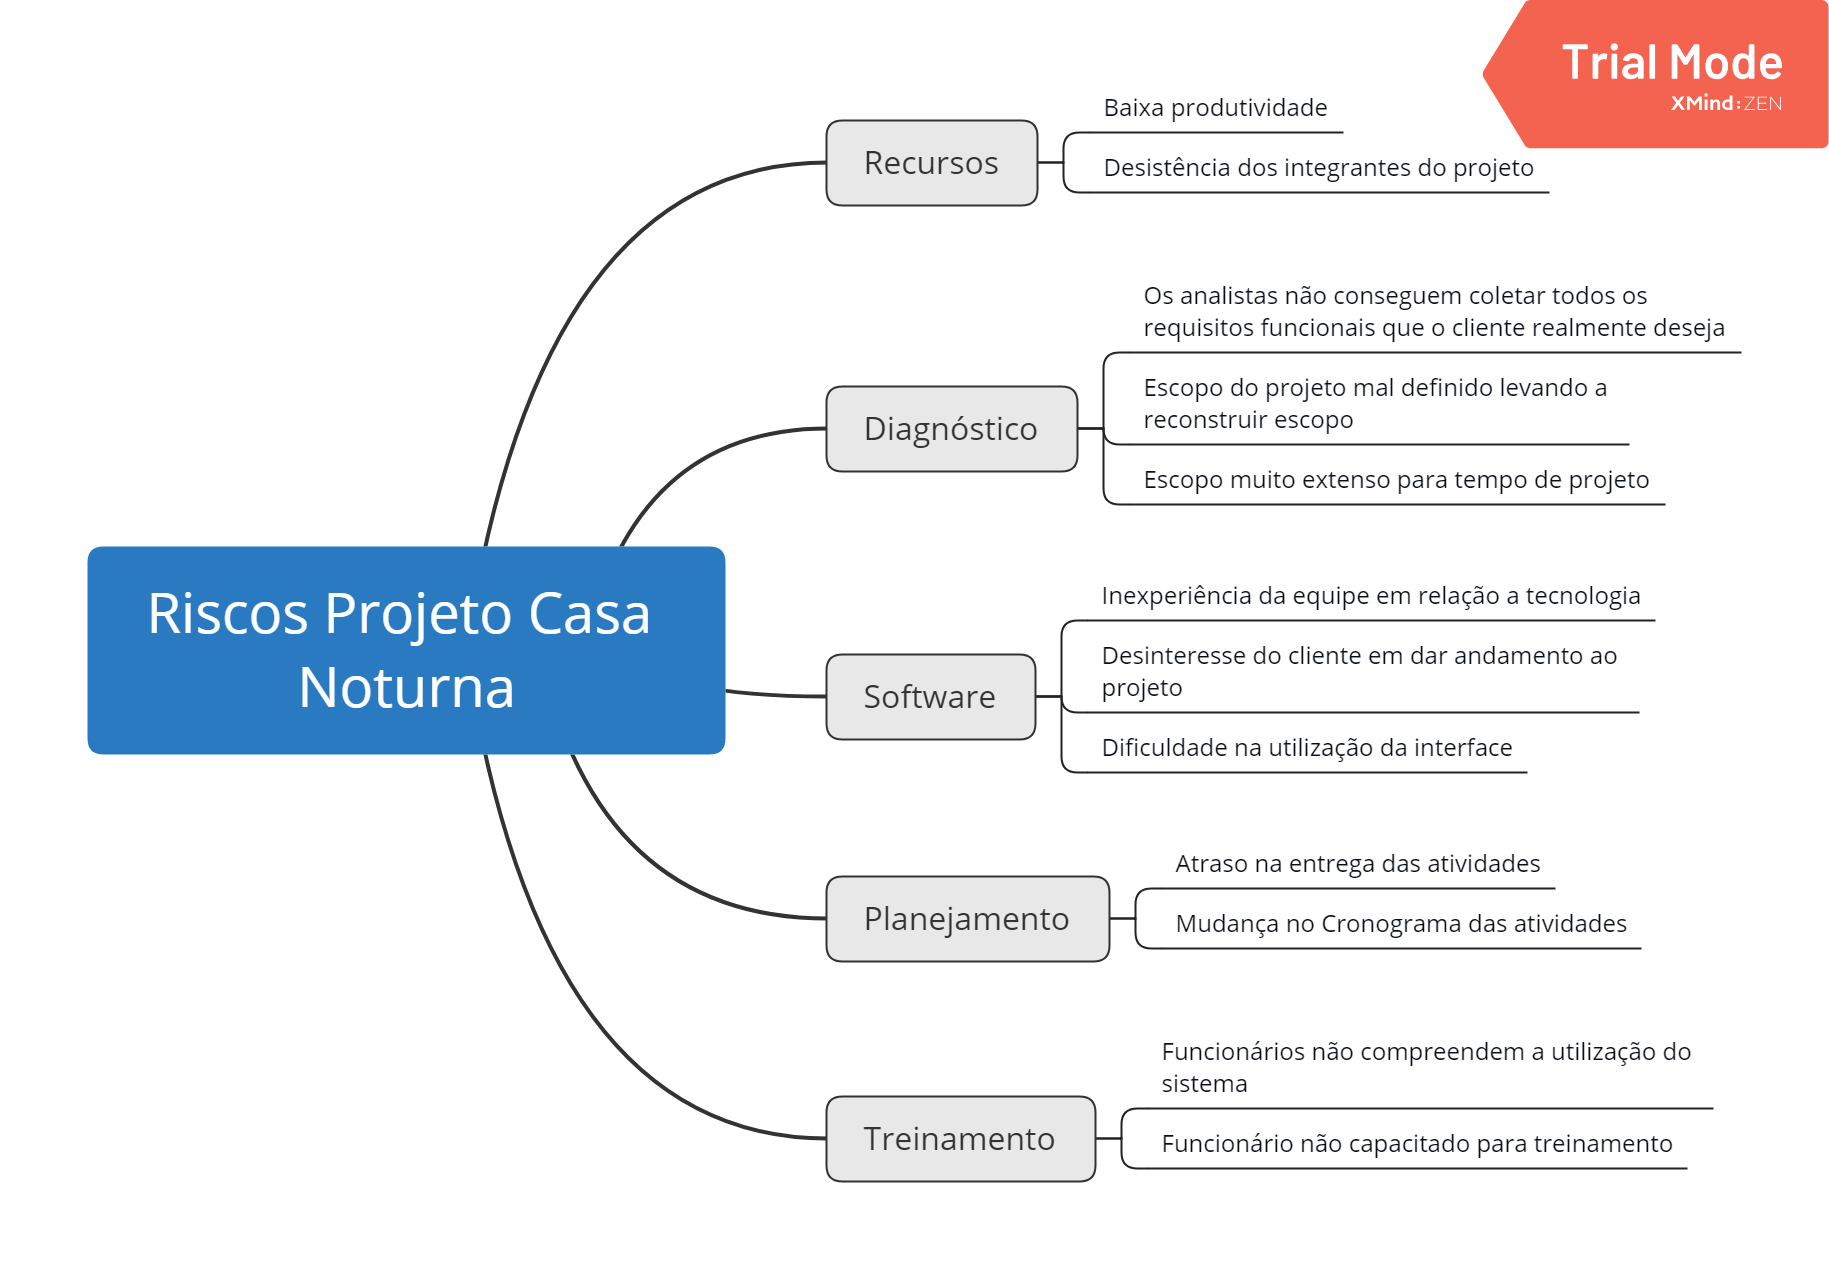 Trial Mode
XMind:ZEN
Riscos Projeto Casa
Noturna
Recursos
Baixa produtividade
Desistência dos integrantes do projeto
Diagnóstico
Os analistas não conseguem coletar todos os
requisitos funcionais que o cliente realmente deseja
Escopo do projeto mal definido levando a
reconstruir escopo
Escopo muito extenso para tempo de projeto
Software
Inexperiência da equipe em relação a tecnologia
Desinteresse do cliente em dar andamento ao
projeto
Dificuldade na utilização da interface
Planejamento
Atraso na entrega das atividades
Mudança no Cronograma das atividades
Treinamento
Funcionários não compreendem a utilização do
sistema
Funcionário não capacitado para treinamento